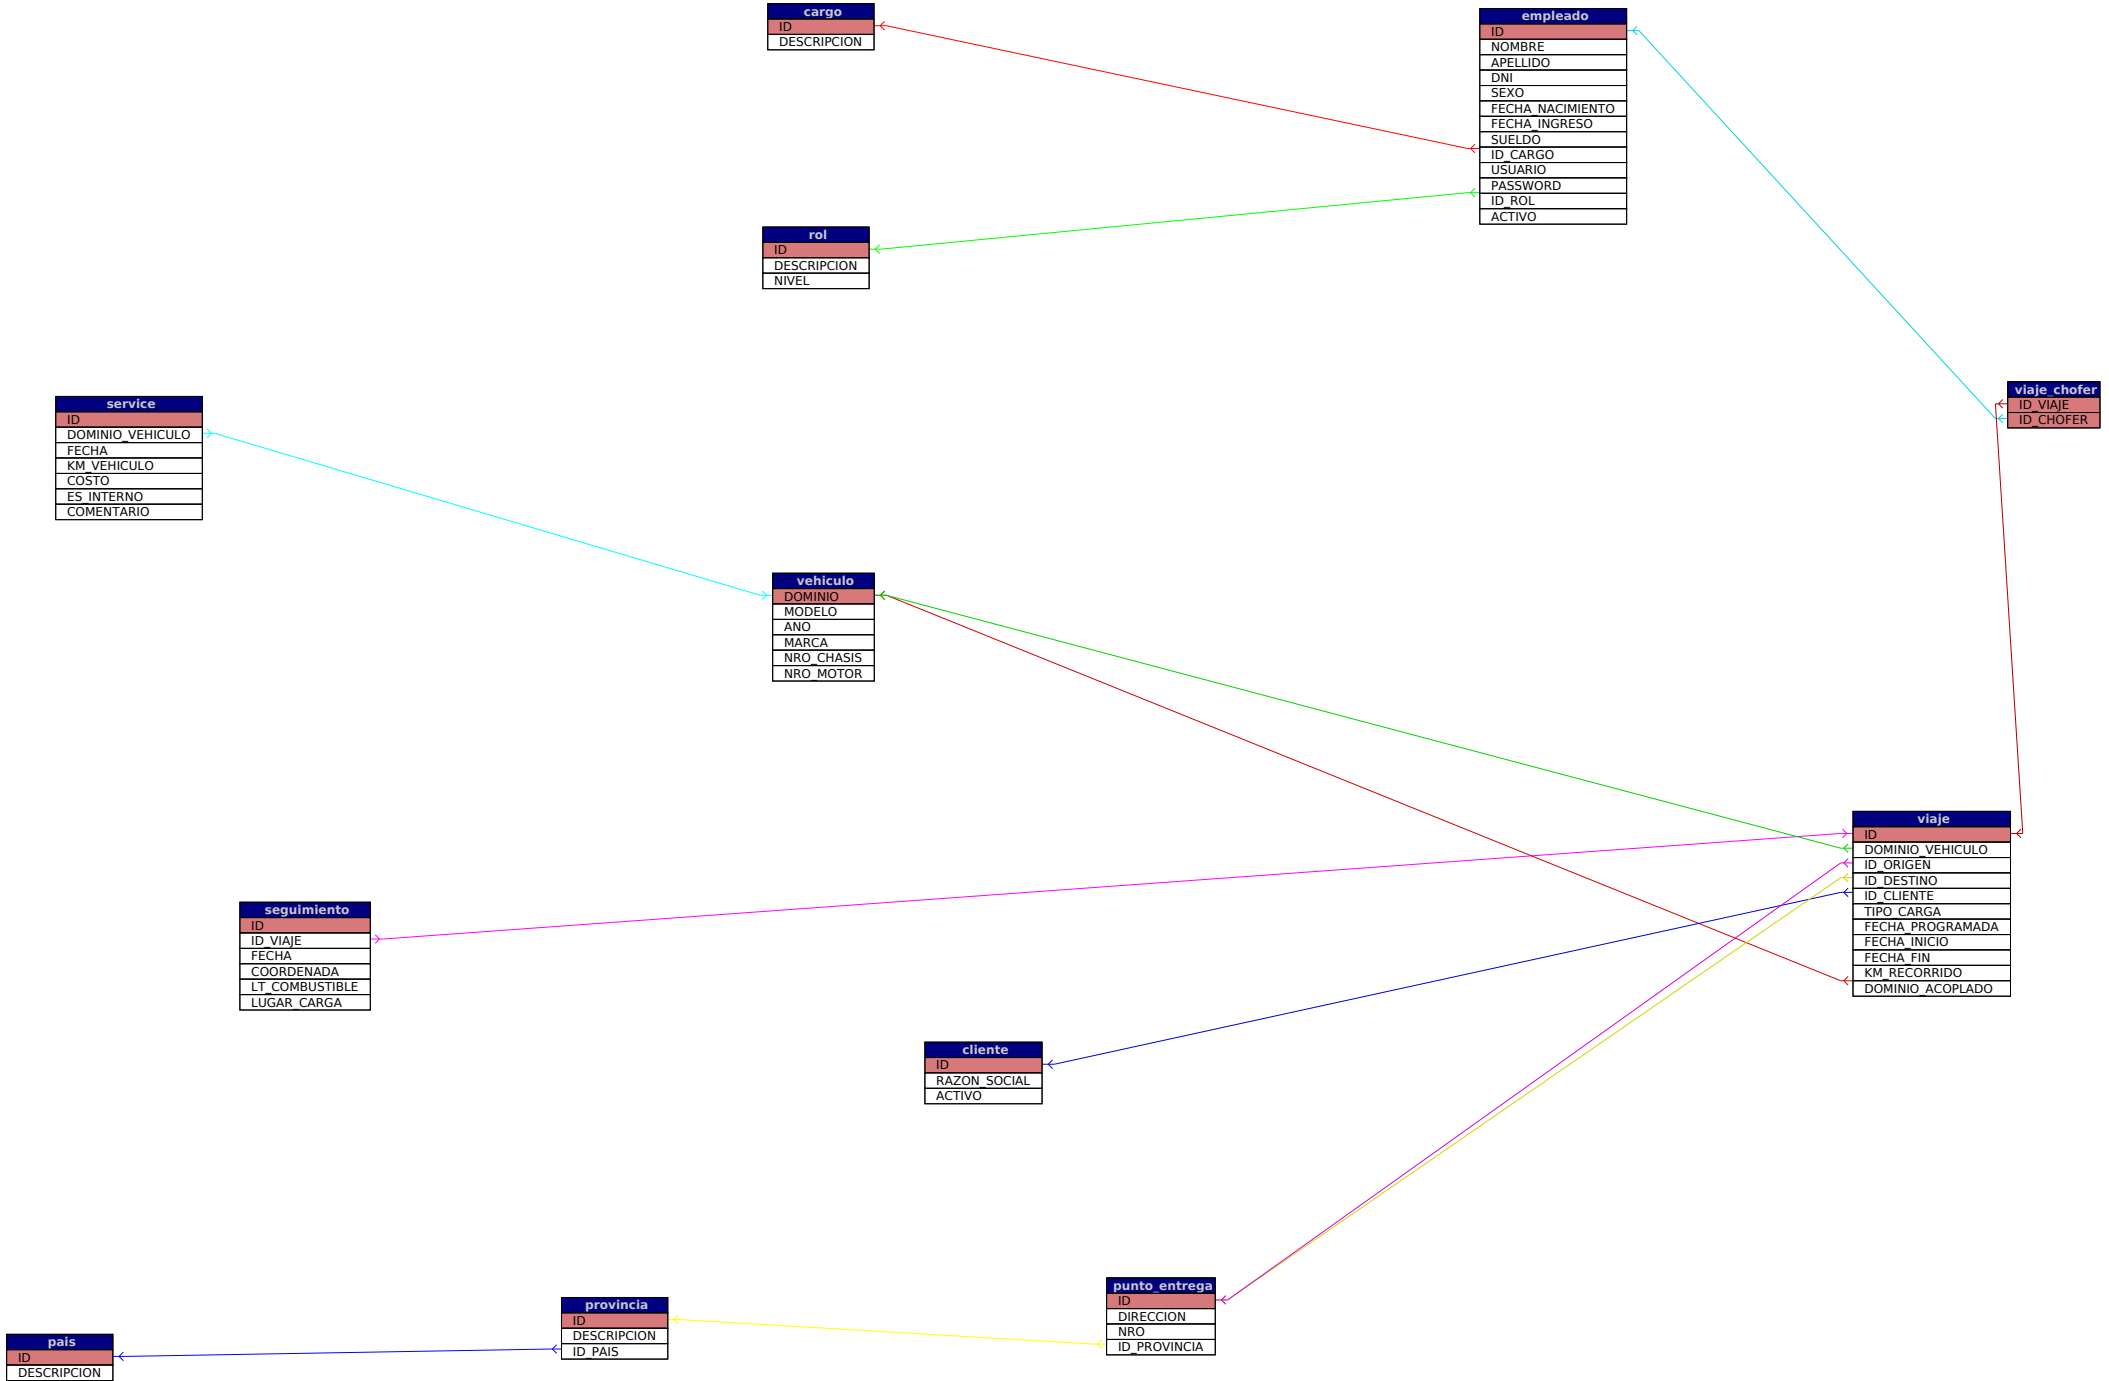 cargo
ID
DESCRIPCION
empleado
ID
NOMBRE
APELLIDO
DNI
SEXO
FECHA_NACIMIENTO
FECHA_INGRESO
SUELDO
ID_CARGO
USUARIO
PASSWORD
ID_ROL
ACTIVO
rol
ID
DESCRIPCION
NIVEL
viaje_chofer
ID_VIAJE
ID_CHOFER
service
ID
DOMINIO_VEHICULO
FECHA
KM_VEHICULO
COSTO
ES_INTERNO
COMENTARIO
vehiculo
DOMINIO
MODELO
ANO
MARCA
NRO_CHASIS
NRO_MOTOR
viaje
ID
DOMINIO_VEHICULO
ID_ORIGEN
ID_DESTINO
ID_CLIENTE
TIPO_CARGA
FECHA_PROGRAMADA
FECHA_INICIO
FECHA_FIN
KM_RECORRIDO
DOMINIO_ACOPLADO
seguimiento
ID
ID_VIAJE
FECHA
COORDENADA
LT_COMBUSTIBLE
LUGAR_CARGA
cliente
ID
RAZON_SOCIAL
ACTIVO
punto_entrega
ID
DIRECCION
NRO
ID_PROVINCIA
provincia
ID
DESCRIPCION
ID_PAIS
pais
ID
DESCRIPCION